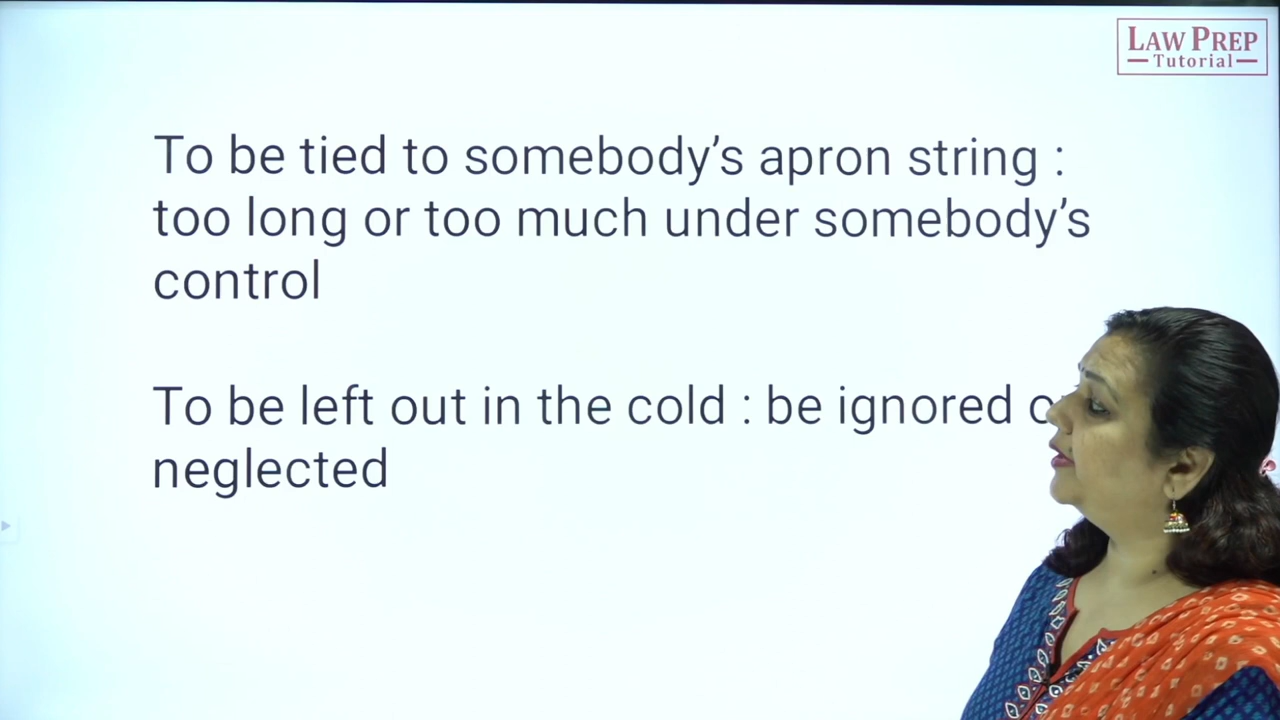 LAW PREP
Tutorial
To be tied to somebody’s apron string :
too long or too much under somebody’s
control
To be left out in the cold : be ignored
neglected